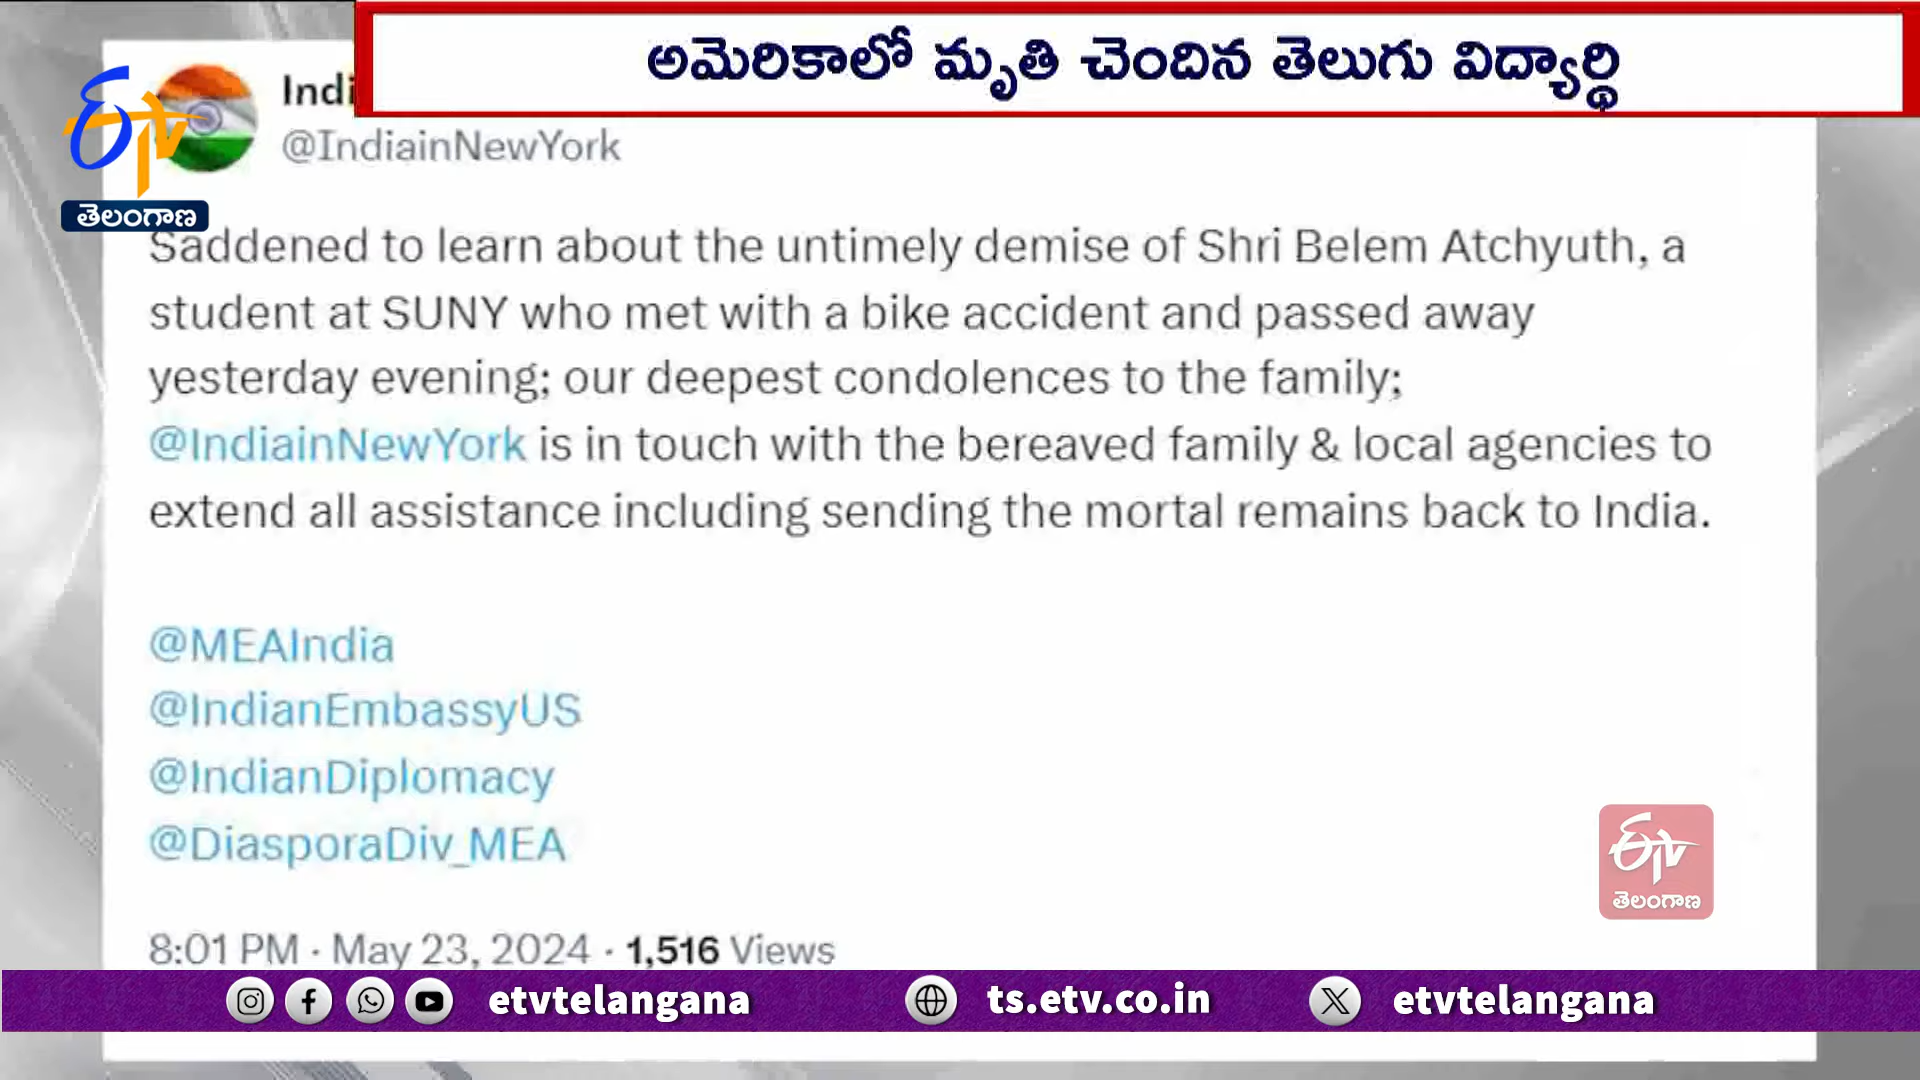 అమెరికాలో మృతి చెందిన తెలుగు విద్యార్థి
ETV
తెలంగాణ
Indi
@IndiainNewYork
Saddened to learn about the untimely demise of Shri Belem Atchyuth, a
student at SUNY who met with a bike accident and passed away
yesterday evening; our deepest condolences to the family;
@IndiainNewYork is in touch with the bereaved family & local agencies to
extend all assistance including sending the mortal remains back to India.
@MEAIndia
@IndianEmbassyUS
@IndianDiplomacy
@DiasporaDiv_MEA
ETV
తెలంగాణ
8:01 PM · May 23, 2024 · 1,516 Views
etvtelangana ts.etv.co.in etvtelangana